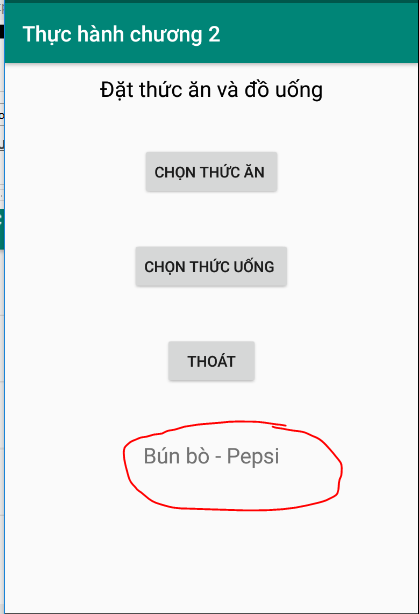 Thực hành chương 2
Đặt thức ăn và đồ uống
CHỌN THỨC ĂN
CHỌN THỨC UỐNG
THOÁT
Bún bò - Pepsi